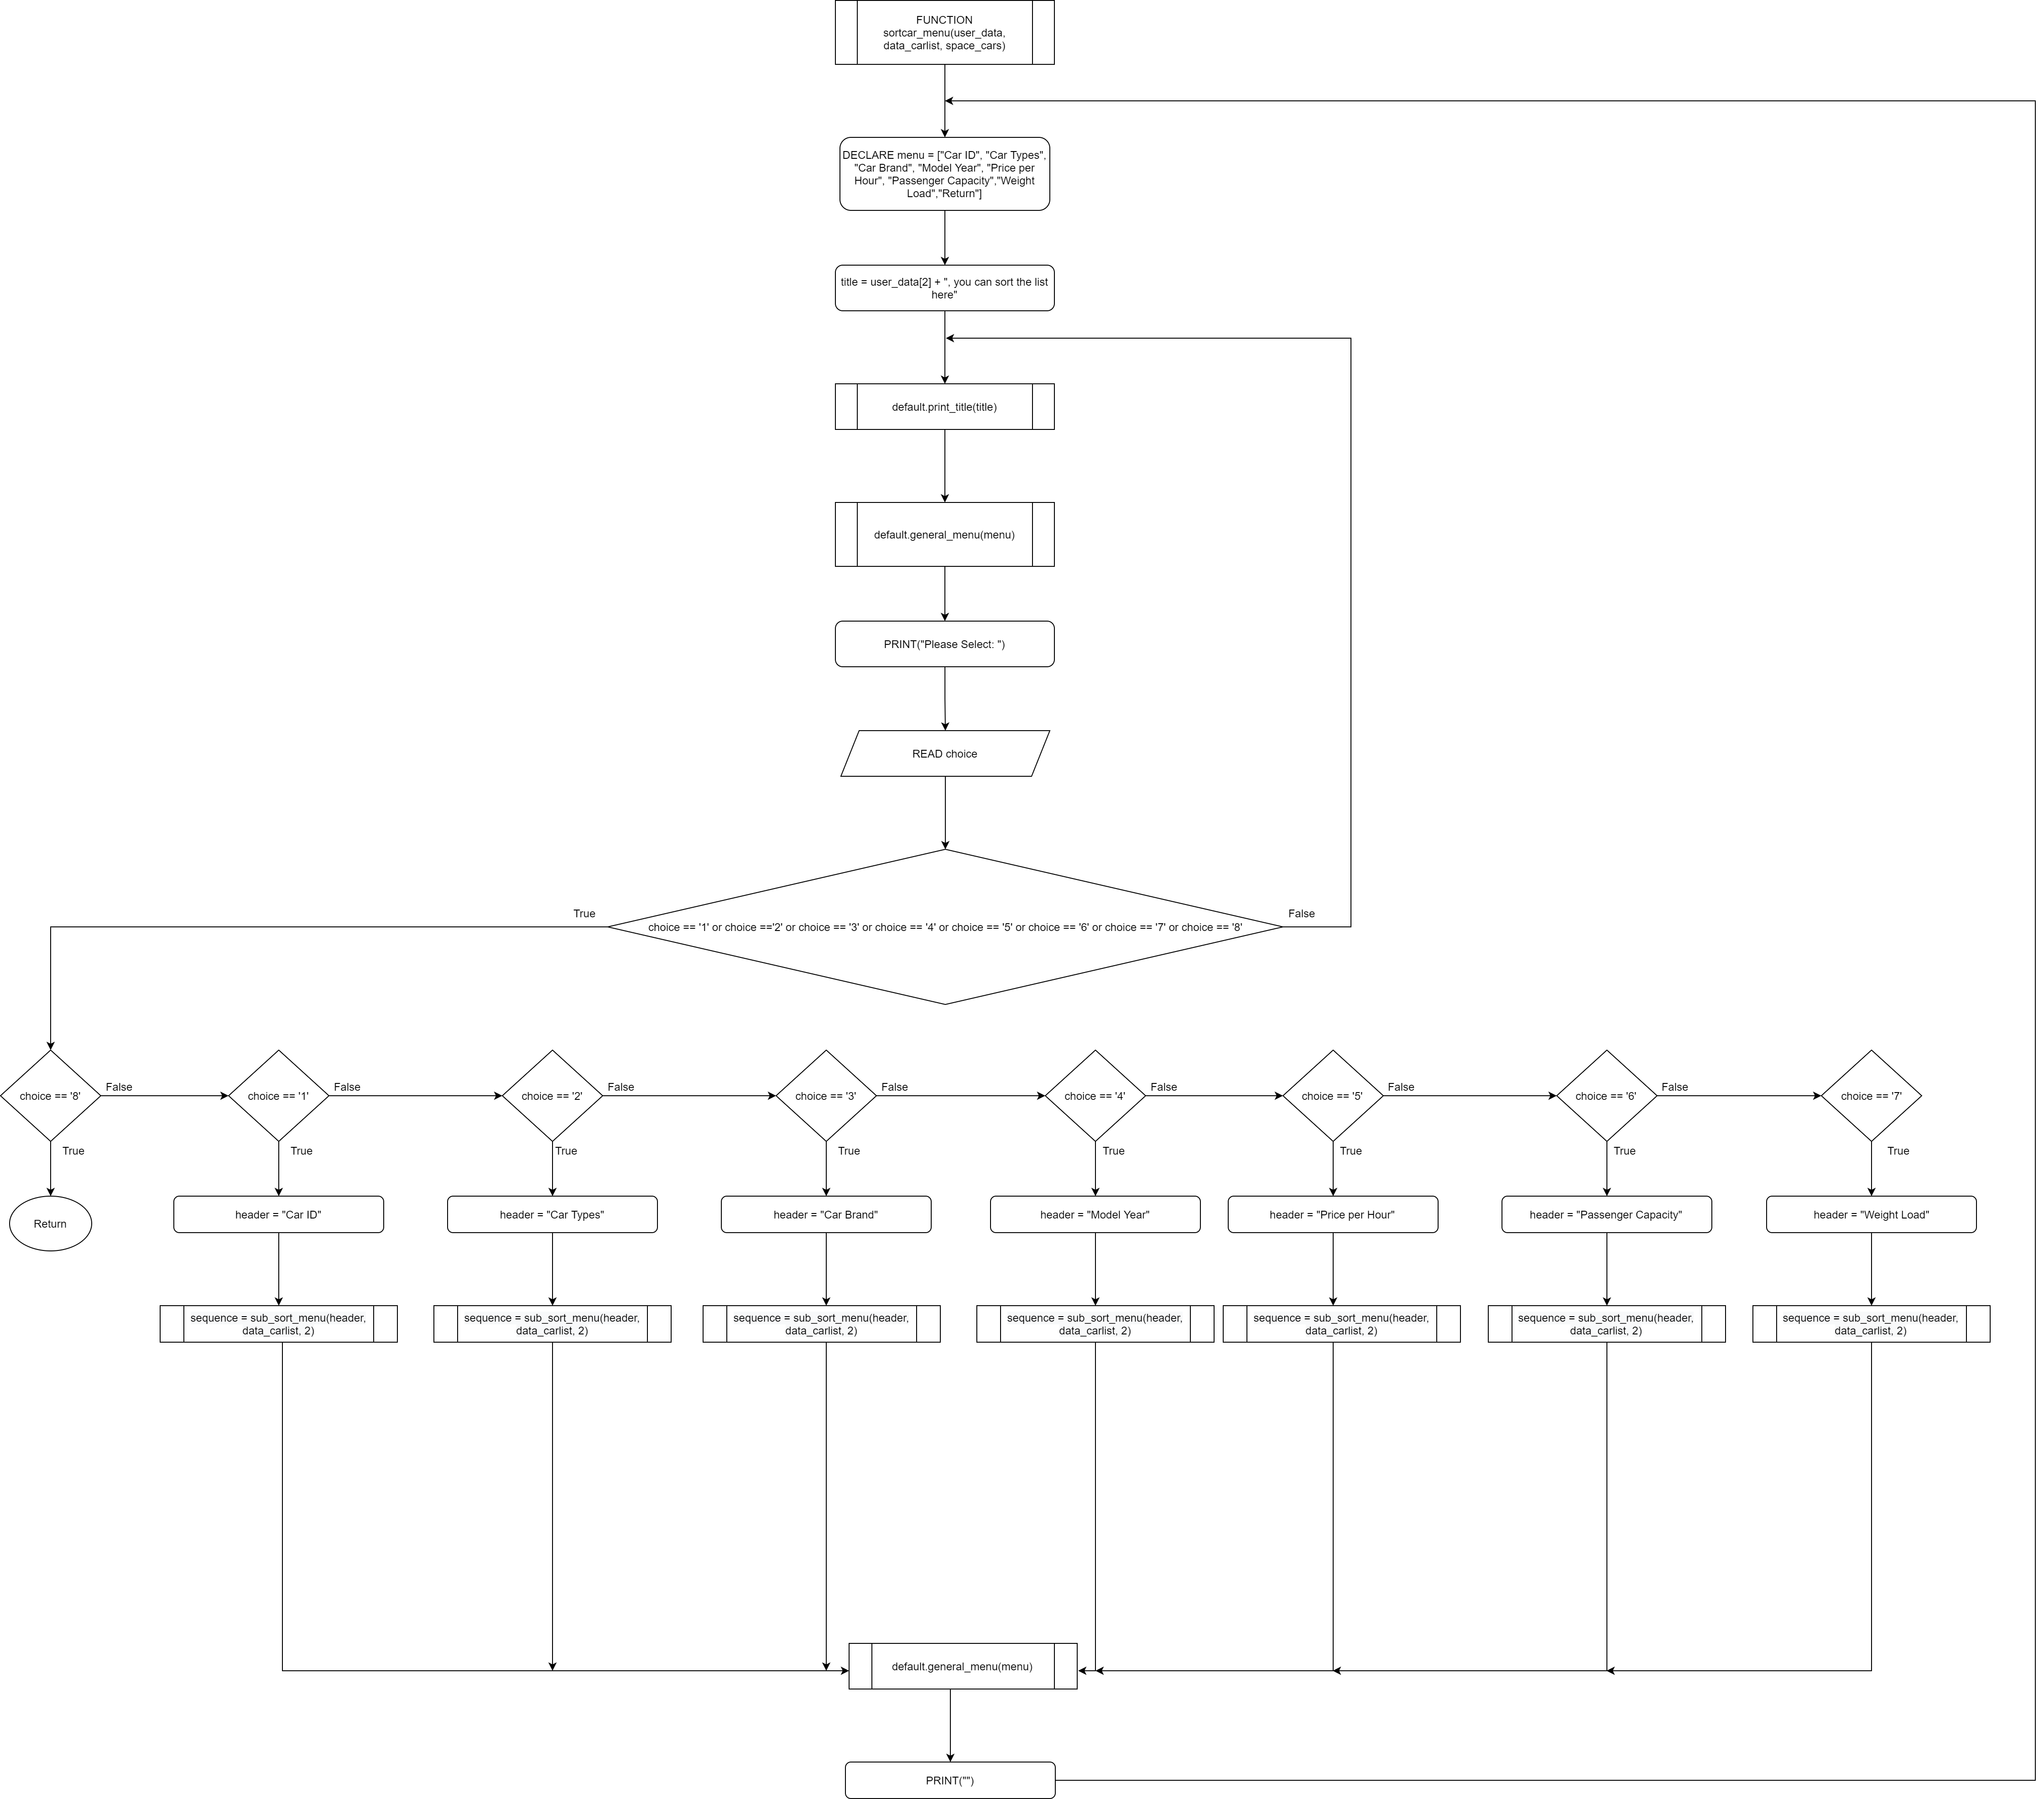 FUNCTION
sortcar_menu(user_data,
data_carlist, space_cars)
DECLARE menu = ["Car ID", "Car Types",
"Car Brand", "Model Year", "Price per
Hour", "Passenger Capacity","Weight
Load","Return"]
title = user_data[2] + ", you can sort the list
here"
default.print_title(title)
default.general_menu(menu)
PRINT("Please Select: ")
READ choice
True
False
choice == '1' or choice =='2' or choice == '3' or choice == '4' or choice == '5' or choice == '6' or choice == '7' or choice == '8'
choice == '8'
False
choice == '1'
False
choice == '2'
False
choice == '3'
False
choice == '4'
False
choice == '5'
False
choice == '6'
False
choice == '7'
True
True
True
True
True
True
True
True
Return
header = "Car ID"
header = "Car Types"
header = "Car Brand"
header = "Model Year"
header = "Price per Hour"
header = "Passenger Capacity"
header = "Weight Load"
sequence = sub_sort_menu(header,
data_carlist, 2)
sequence = sub_sort_menu(header,
data_carlist, 2)
sequence = sub_sort_menu(header,
data_carlist, 2)
sequence = sub_sort_menu(header,
data_carlist, 2)
sequence = sub_sort_menu(header,
data_carlist, 2)
sequence = sub_sort_menu(header,
data_carlist, 2)
sequence = sub_sort_menu(header,
data_carlist, 2)
default.general_menu(menu)
PRINT("")